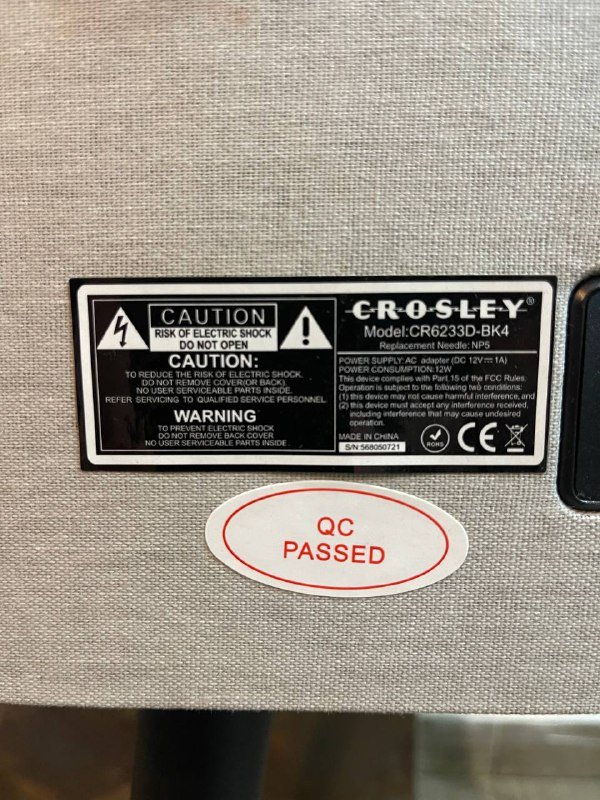 CAUTION
RISK OF ELECTRIC SHOCK
DO NOT OPEN
CAUTION:
TO REDUCE THE RISK OF ELECTRIC SHOCK.
DO NOT REMOVE COVER(OR BACK)
NO USER SERVICEABLE PARTS INSIDE.
REFER SERVICING TO QUALIFIED SERVICE PERSONNEL
WARNING
TO PREVENT ELECTRIC SHOCK
DO NOT REMOVE BACK COVER
NO USER SERVICEABLE PARTS INSIDE
CROSLEY®
Model:CR6233D-BK4
Replacement Needle: NP5
POWER SUPPLY: AC adapter (DC 12V⎓1A)
POWER CONSUMPTION:12W
This device complies with Part 15 of the FCC Rules.
Operation is subject to the following two conditions:
(1) this device may not cause harmful interference, and
(2) this device must accept any interference received,
including interference that may cause undesired
operation.
MADE IN CHINA
S/N 568050721
ROHS
CE
QC
PASSED